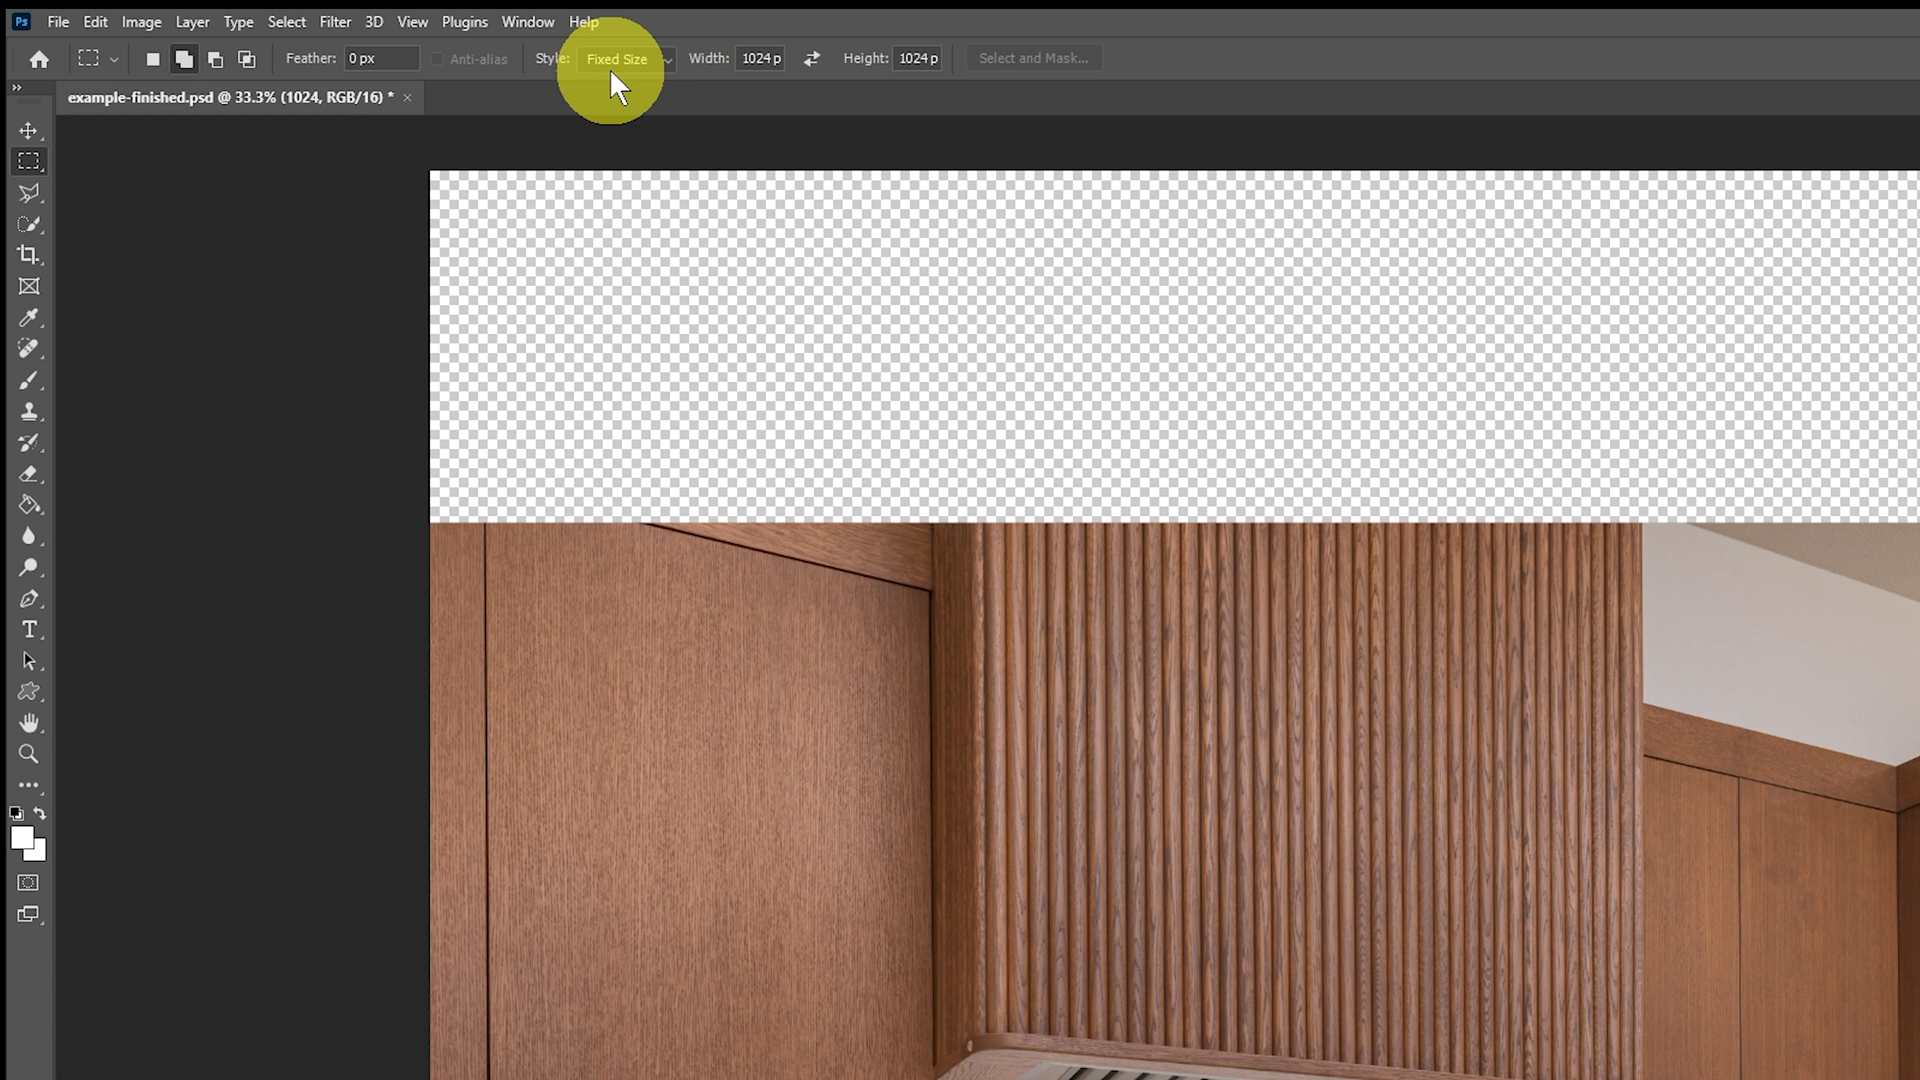 Ps File Edit Image Layer Type Select Filter 3D View Plugins Window Help
Feather: 0 px Anti-alias Style: Fixed Size Width: 1024 p Height: 1024 p Select and Mask...
example-finished.psd @ 33.3% (1024, RGB/16) * ×
T